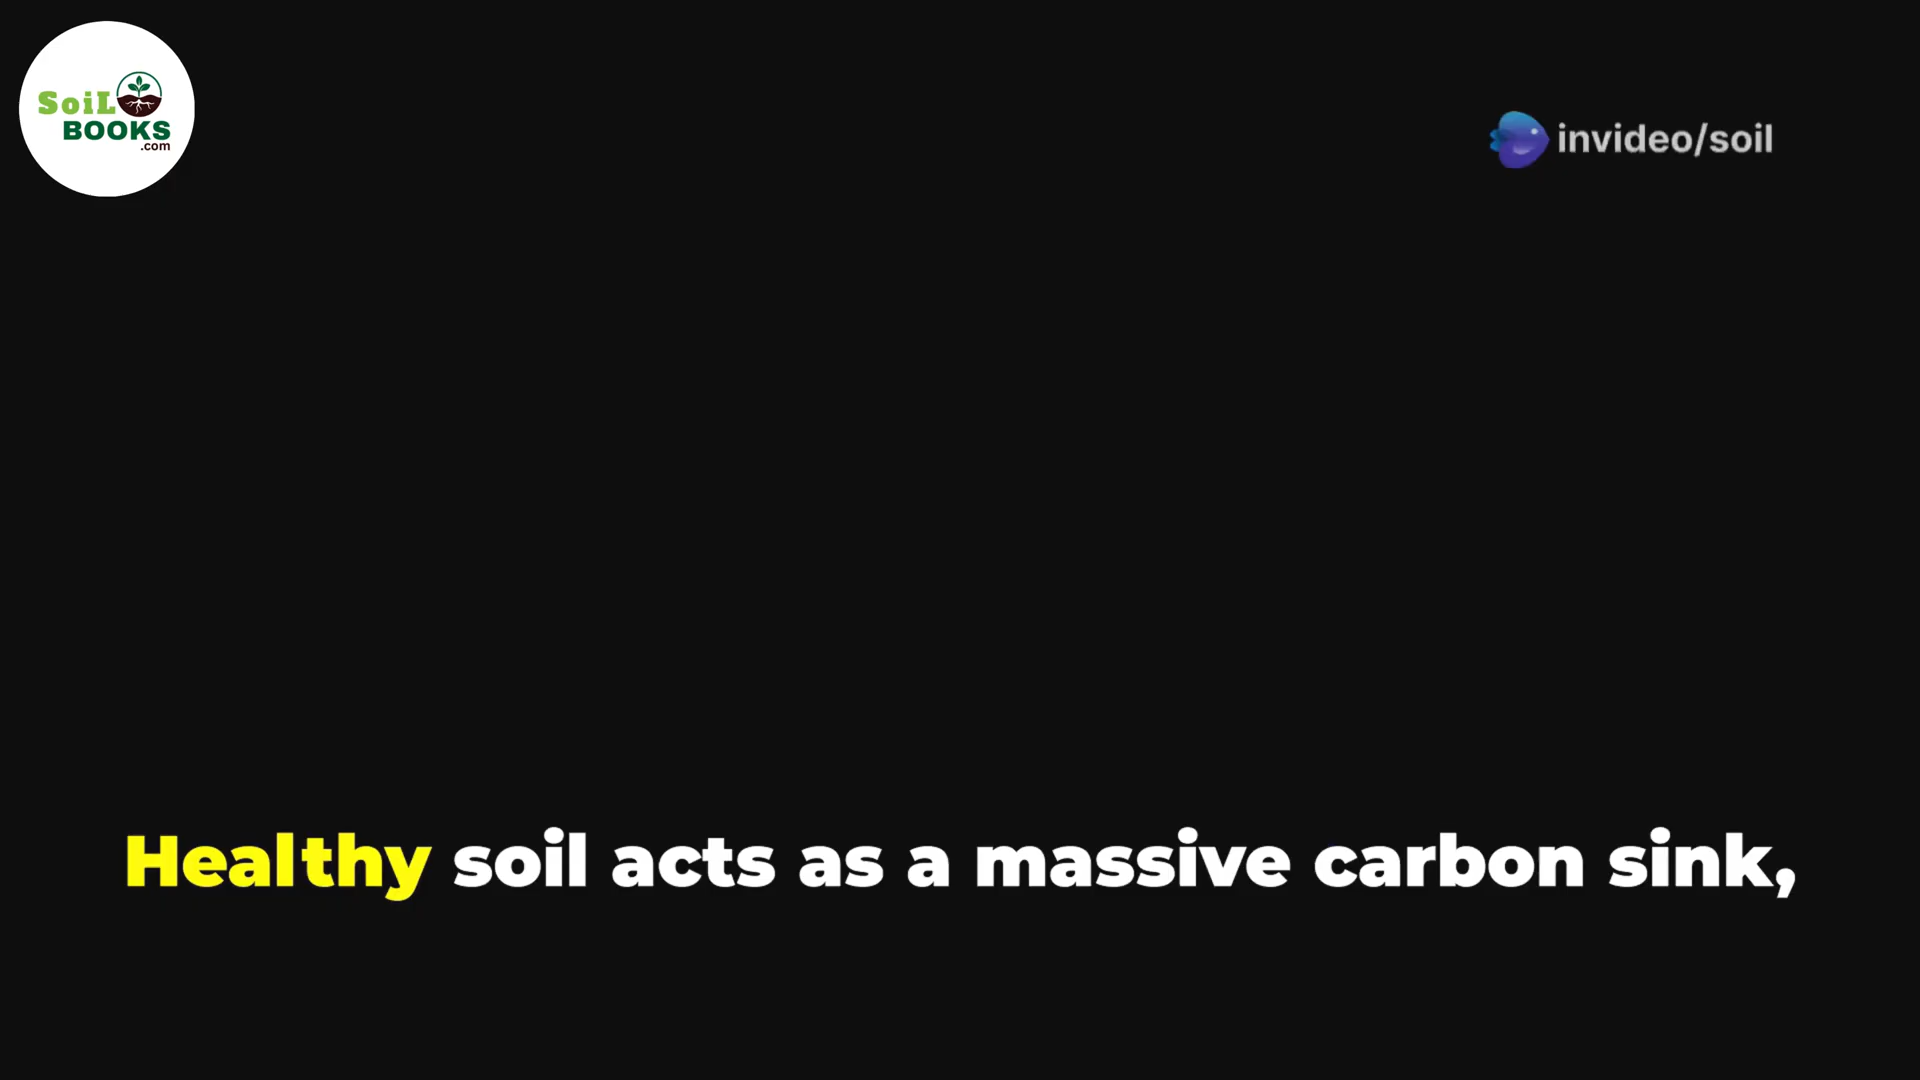 SoiL
BOOKS
.com
invideo/soil
Healthy soil acts as a massive carbon sink,